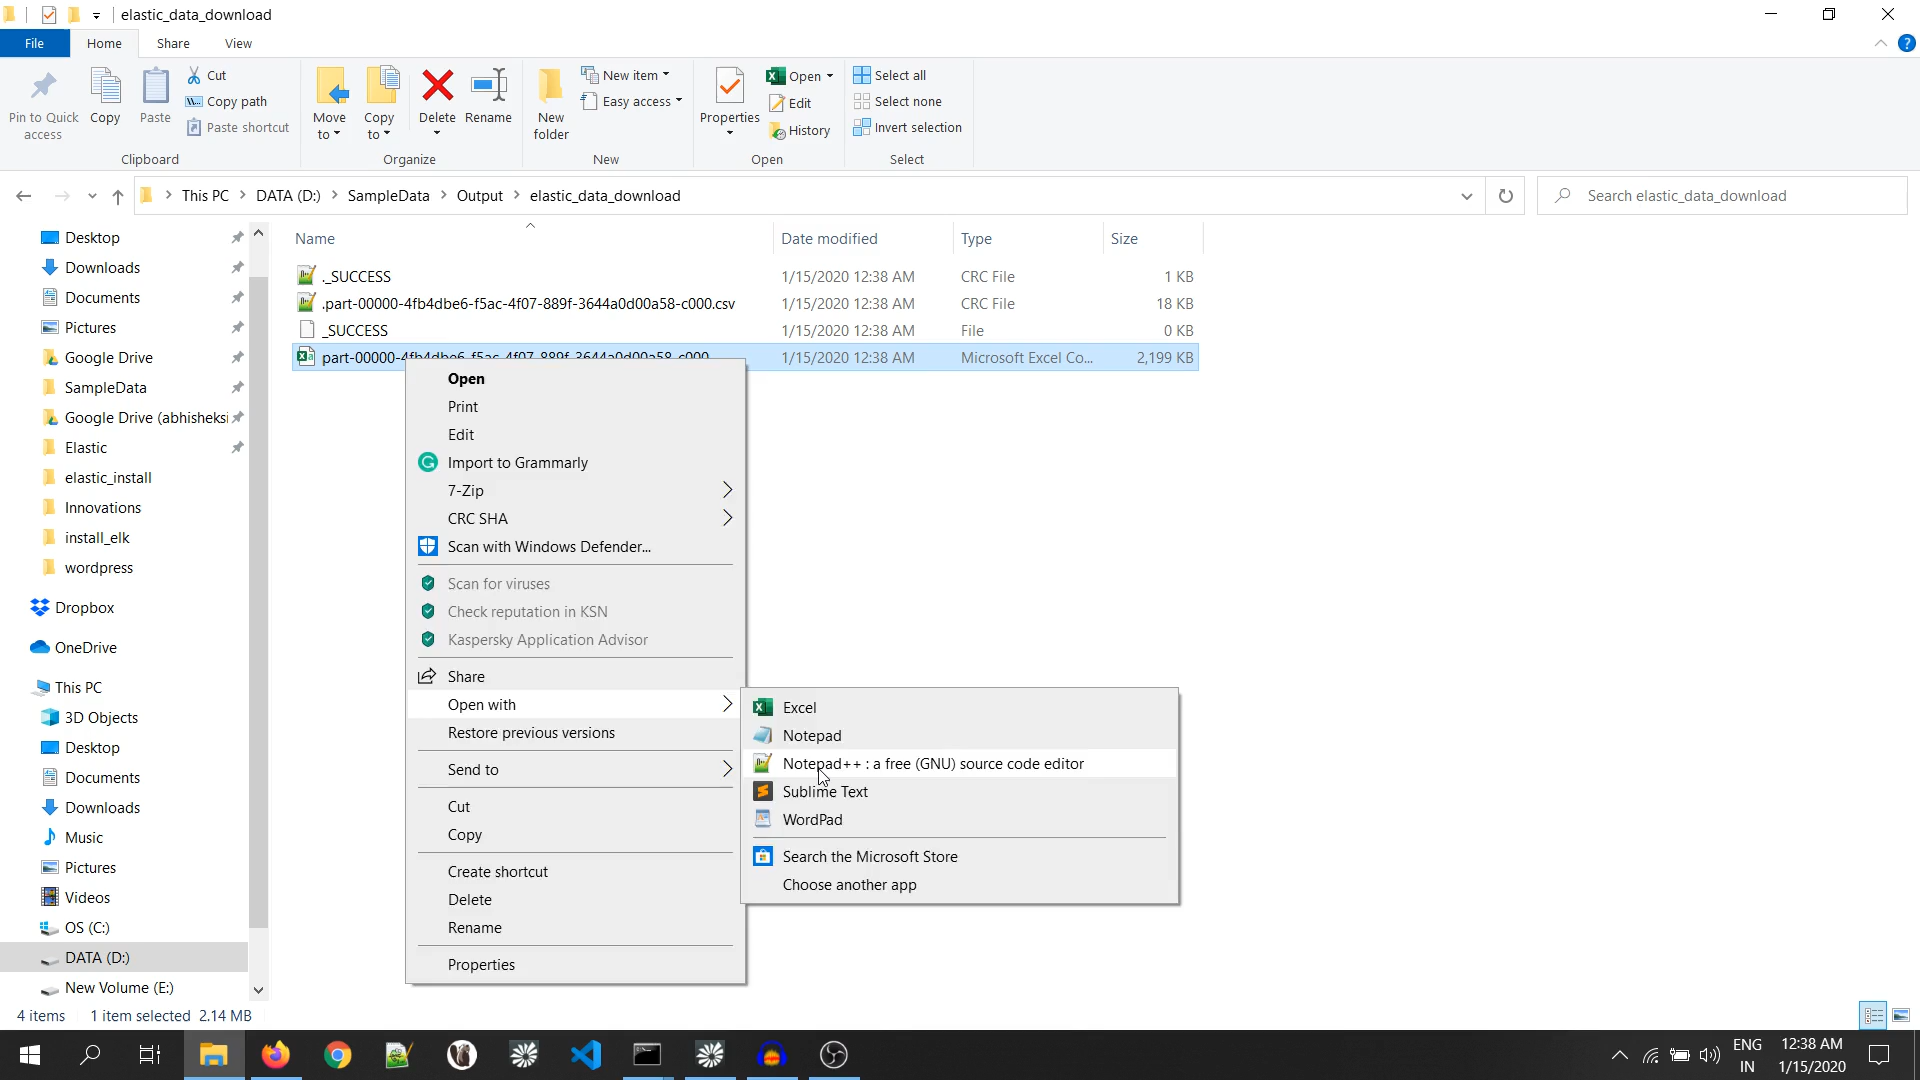 elastic_data_download
File Home Share View
Pin to Quick access
Copy
Paste
Cut
Copy path
Paste shortcut
Clipboard
Move to
Copy to
Delete
Rename
Organize
New folder
New item
Easy access
New
Properties
Open
Edit
History
Open
Select all
Select none
Invert selection
Select
This PC > DATA (D:) > SampleData > Output > elastic_data_download
Search elastic_data_download
Desktop
Downloads
Documents
Pictures
Google Drive
SampleData
Google Drive (abhisheksi
Elastic
elastic_install
Innovations
install_elk
wordpress
Dropbox
OneDrive
This PC
3D Objects
Desktop
Documents
Downloads
Music
Pictures
Videos
OS (C:)
DATA (D:)
New Volume (E:)
Name Date modified Type Size
._SUCCESS 1/15/2020 12:38 AM CRC File 1 KB
.part-00000-4fb4dbe6-f5ac-4f07-889f-3644a0d00a58-c000.csv 1/15/2020 12:38 AM CRC File 18 KB
_SUCCESS 1/15/2020 12:38 AM File 0 KB
part-00000-4fb4dbe6-f5ac-4f07-889f-3644a0d00a58-c000 1/15/2020 12:38 AM Microsoft Excel Co... 2,199 KB
Open
Print
Edit
Import to Grammarly
7-Zip
CRC SHA
Scan with Windows Defender...
Scan for viruses
Check reputation in KSN
Kaspersky Application Advisor
Share
Open with
Restore previous versions
Send to
Cut
Copy
Create shortcut
Delete
Rename
Properties
Excel
Notepad
Notepad++ : a free (GNU) source code editor
Sublime Text
WordPad
Search the Microsoft Store
Choose another app
4 items 1 item selected 2.14 MB
ENG
IN
12:38 AM
1/15/2020